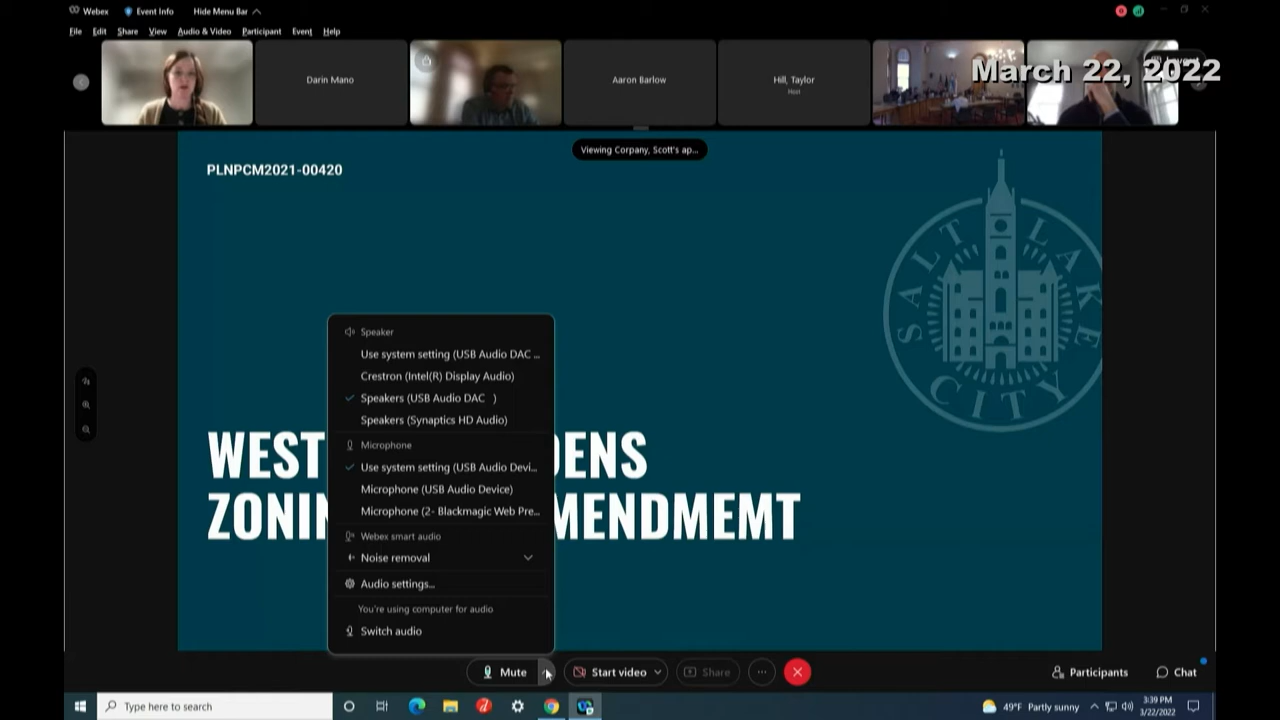 Webex
Event Info
Hide Menu Bar
File Edit Share View Audio & Video Participant Event Help
Darin Mano
Aaron Barlow
Hill, Taylor
Host
March 22, 2022
Viewing Corpany, Scott's ap...
PLNPCM2021-00420
SALT LAKE CITY
Speaker
Use system setting (USB Audio DAC ...
Crestron (Intel(R) Display Audio)
Speakers (USB Audio DAC )
Speakers (Synaptics HD Audio)
Microphone
Use system setting (USB Audio Devi...
Microphone (USB Audio Device)
Microphone (2- Blackmagic Web Pre...
Webex smart audio
Noise removal
Audio settings...
You're using computer for audio
Switch audio
WEST DENS
ZONIN MENDMEMT
Mute
Start video
Share
Participants
Chat
Type here to search
49°F Partly sunny
3:39 PM
3/22/2022